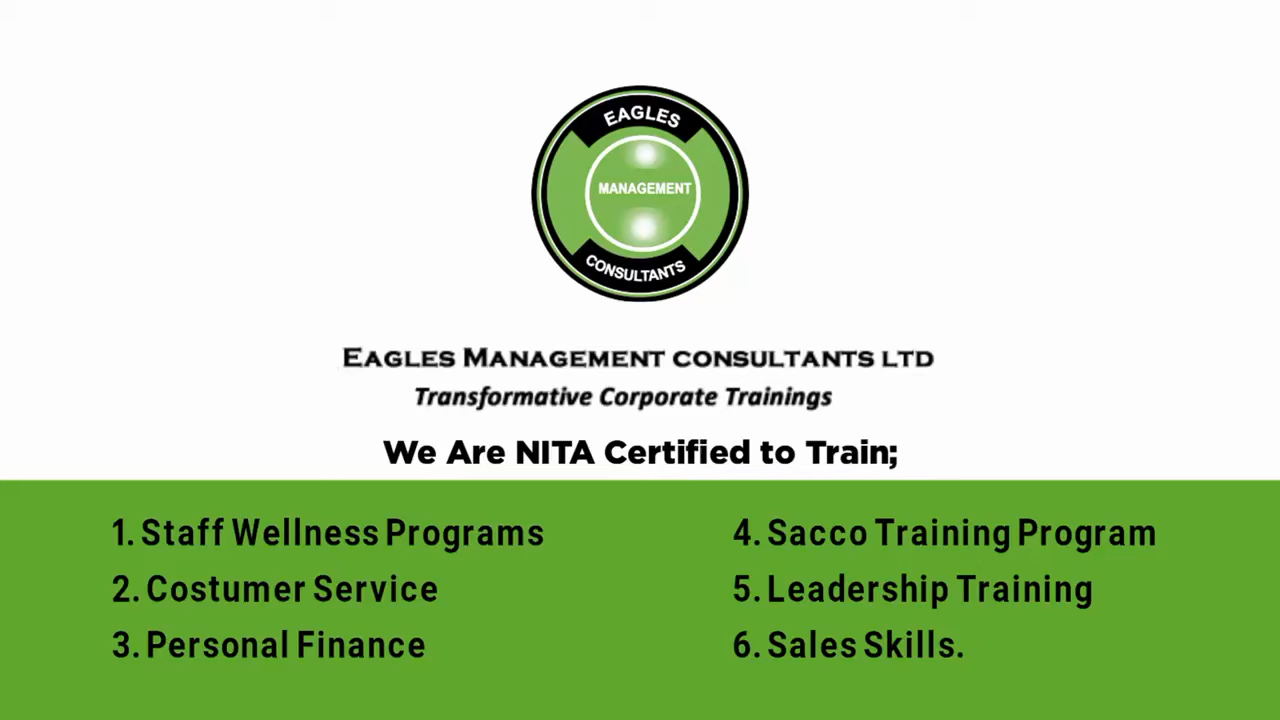 EAGLES
MANAGEMENT
CONSULTANTS
EAGLES MANAGEMENT CONSULTANTS LTD
Transformative Corporate Trainings
We Are NITA Certified to Train;
1. Staff Wellness Programs
2. Costumer Service
3. Personal Finance
4. Sacco Training Program
5. Leadership Training
6. Sales Skills.